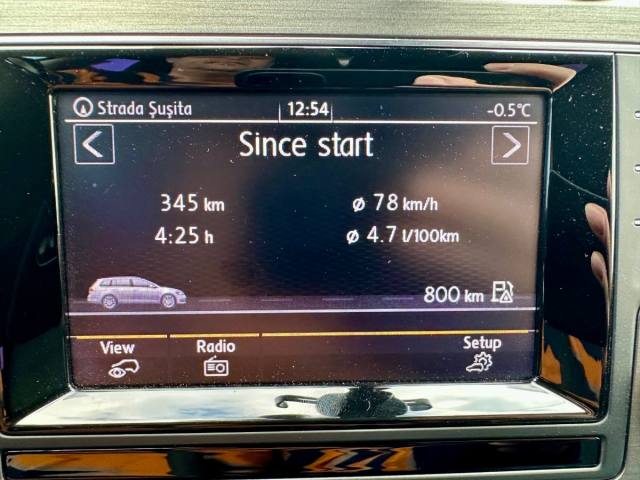 Strada Șușita 12:54 -0.5°C
Since start
345 km ø 78 km/h
4:25 h ø 4.7 l/100km
800 km
View Radio Setup